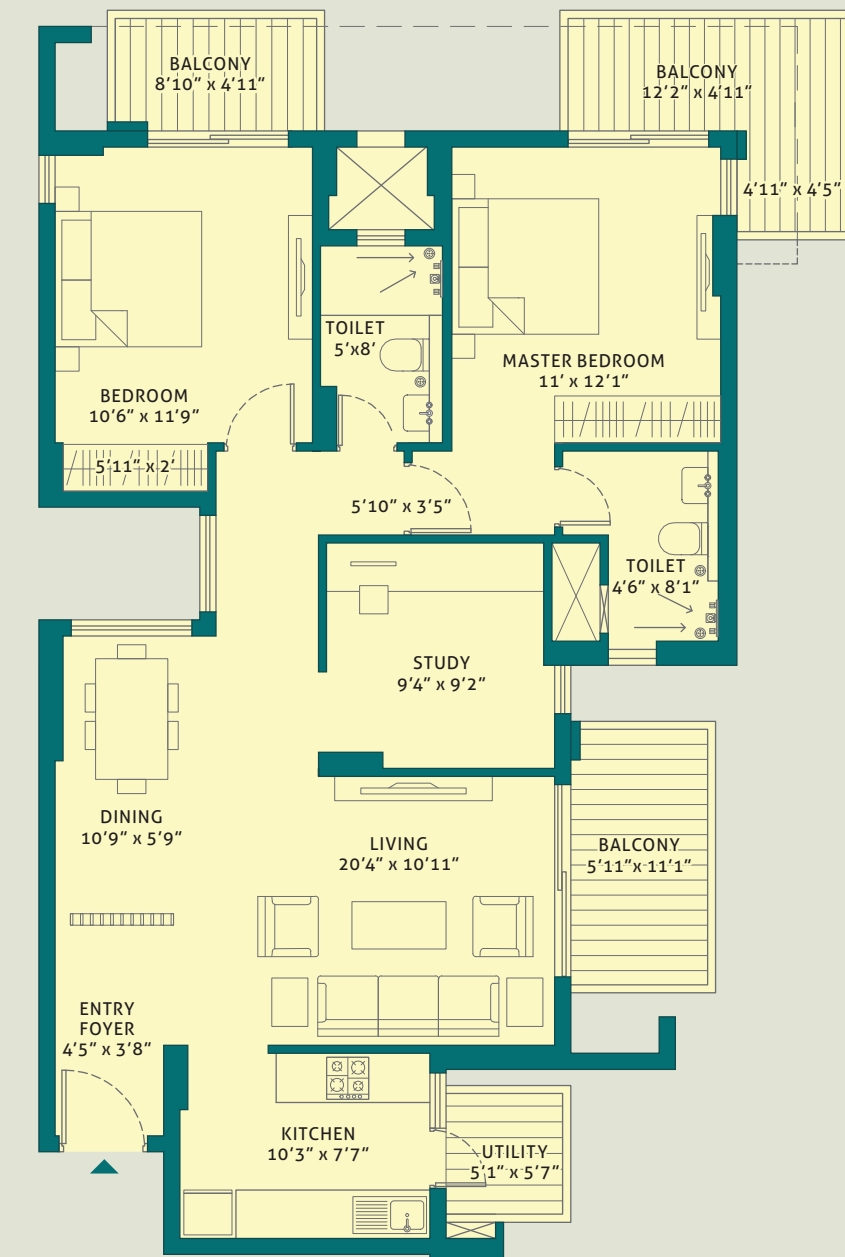 BALCONY
8'10" x 4'11"
BALCONY
12'2" x 4'11"
4'11" x 4'5"
TOILET
5'x8'
MASTER BEDROOM
11' x 12'1"
BEDROOM
10'6" x 11'9"
5'11" x 2'
5'10" x 3'5"
TOILET
4'6" x 8'1"
STUDY
9'4" x 9'2"
DINING
10'9" x 5'9"
LIVING
20'4" x 10'11"
BALCONY
5'11"x 11'1"
ENTRY
FOYER
4'5" x 3'8"
KITCHEN
10'3" x 7'7"
UTILITY
5'1" x 5'7"